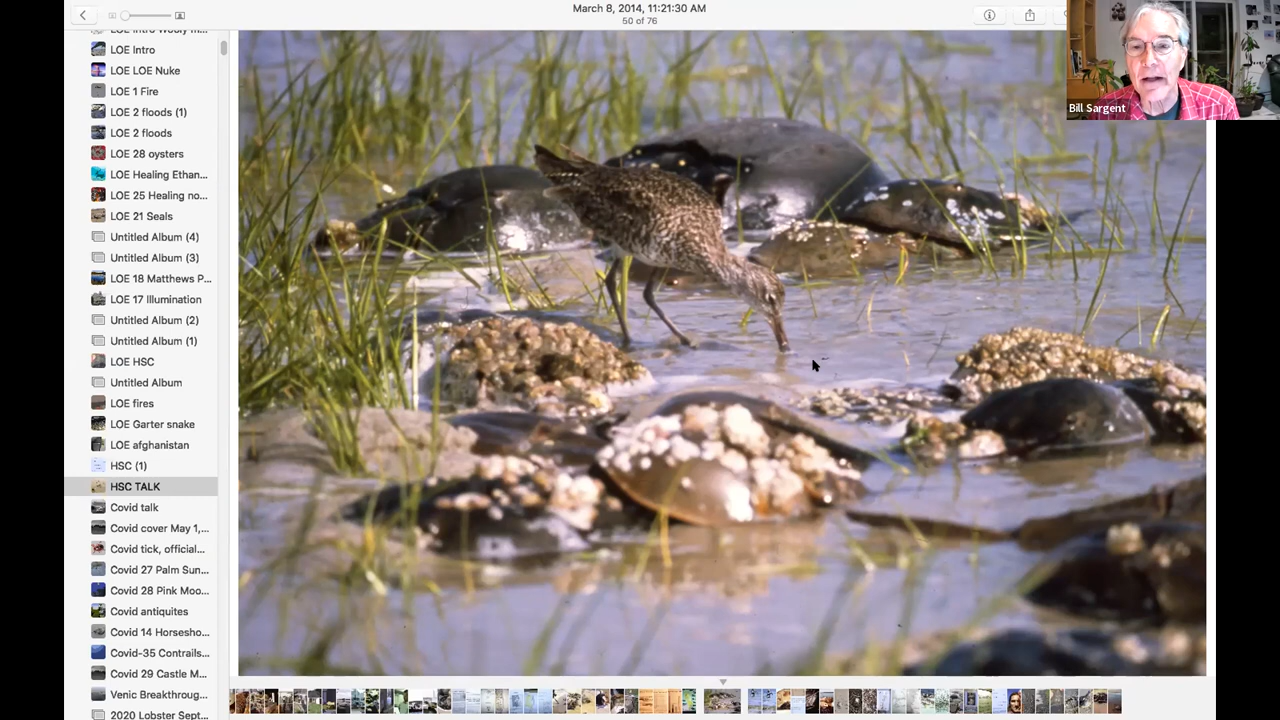 March 8, 2014, 11:21:30 AM
50 of 76
Bill Sargent
LOE Intro
LOE LOE Nuke
LOE 1 Fire
LOE 2 floods (1)
LOE 2 floods
LOE 28 oysters
LOE Healing Ethan...
LOE 25 Healing no...
LOE 21 Seals
Untitled Album (4)
Untitled Album (3)
LOE 18 Matthews P...
LOE 17 Illumination
Untitled Album (2)
Untitled Album (1)
LOE HSC
Untitled Album
LOE fires
LOE Garter snake
LOE afghanistan
HSC (1)
HSC TALK
Covid talk
Covid cover May 1,...
Covid tick, official...
Covid 27 Palm Sun...
Covid 28 Pink Moo...
Covid antiquites
Covid 14 Horsesho...
Covid-35 Contrails...
Covid 29 Castle M...
Venic Breakthroug...
2020 Lobster Sept...